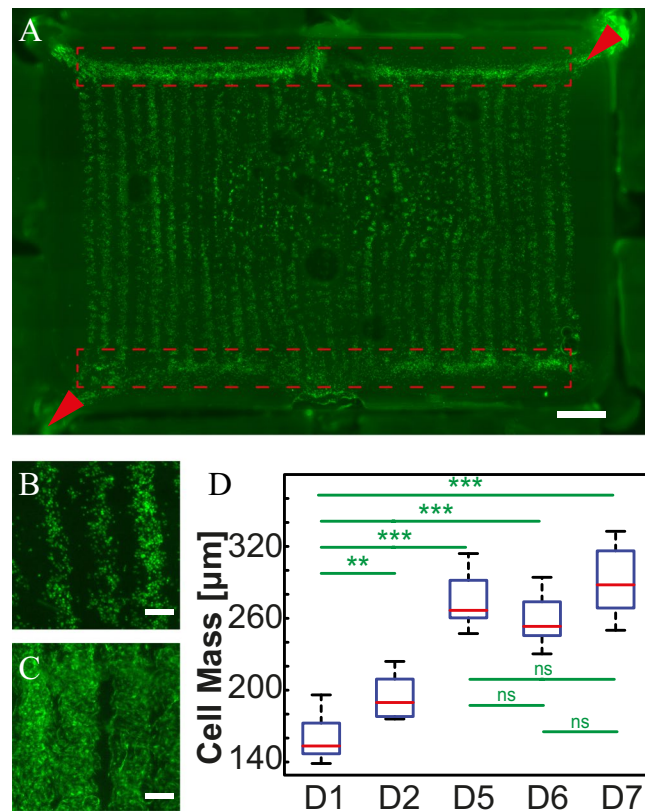 A
B
C
D
Cell Mass [µm]
320
260
200
140
***
***
***
**
ns
ns
ns
D1 D2 D5 D6 D7